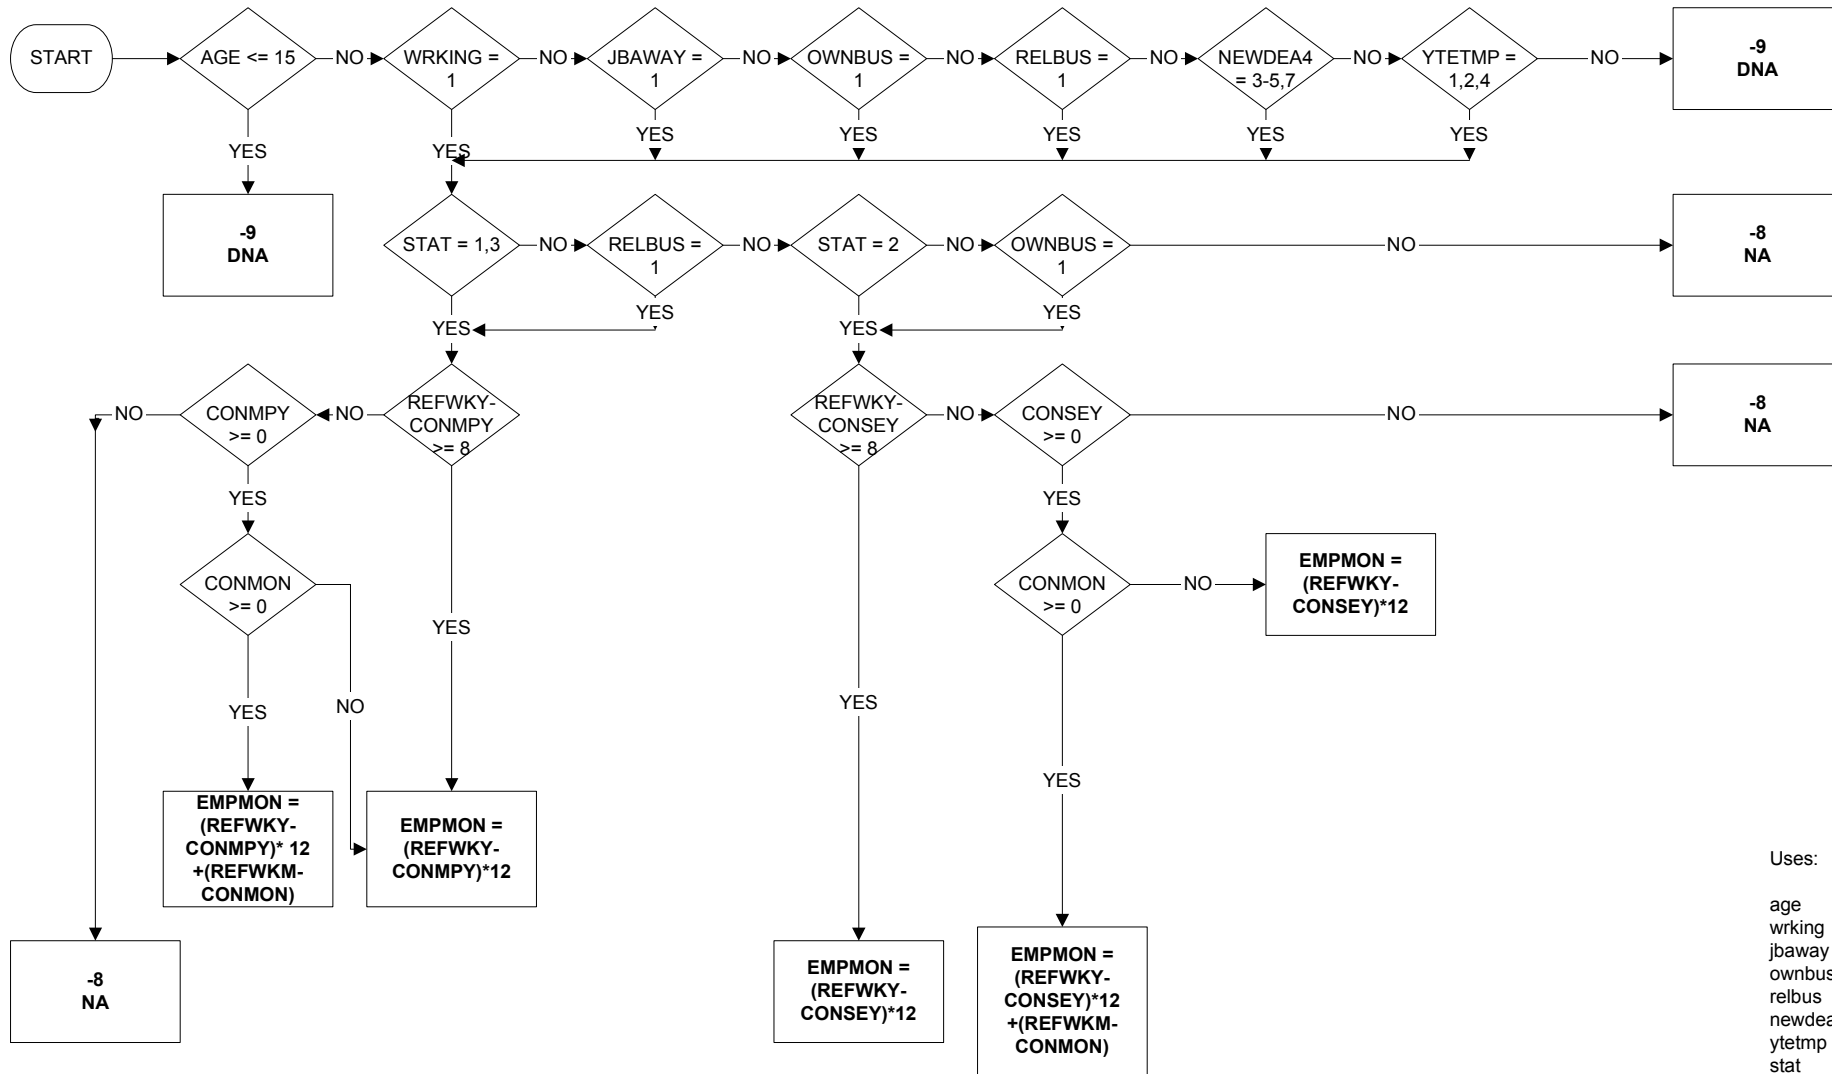 START
AGE <= 15
NO
WRKING =
1
NO
JBAWAY =
1
NO
OWNBUS =
1
NO
RELBUS =
1
NO
NEWDEA4
= 3-5,7
NO
YTETMP =
1,2,4
NO
-9
DNA
YES
YES
YES
YES
YES
YES
YES
-9
DNA
STAT = 1,3
NO
RELBUS =
1
NO
STAT = 2
NO
OWNBUS =
1
NO
-8
NA
YES
YES
YES
YES
NO
CONMPY
>= 0
NO
REFWKY-
CONMPY
>= 8
REFWKY-
CONSEY
>= 8
NO
CONSEY
>= 0
NO
-8
NA
YES
YES
CONMON
>= 0
CONMON
>= 0
NO
EMPMON =
(REFWKY-
CONSEY)*12
YES
NO
YES
YES
YES
EMPMON =
(REFWKY-
CONMPY)* 12
+(REFWKM-
CONMON)
EMPMON =
(REFWKY-
CONMPY)*12
-8
NA
EMPMON =
(REFWKY-
CONSEY)*12
EMPMON =
(REFWKY-
CONSEY)*12
+(REFWKM-
CONMON)
Uses:
age
wrking
jbaway
ownbus
relbus
newdea
ytetmp
stat